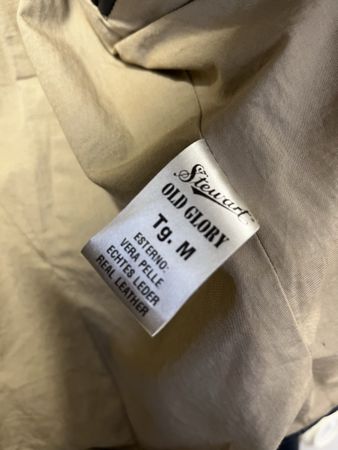 Stewart
OLD GLORY
Tg. M
ESTERNO:
VERA PELLE
ECHTES LEDER
REAL LEATHER